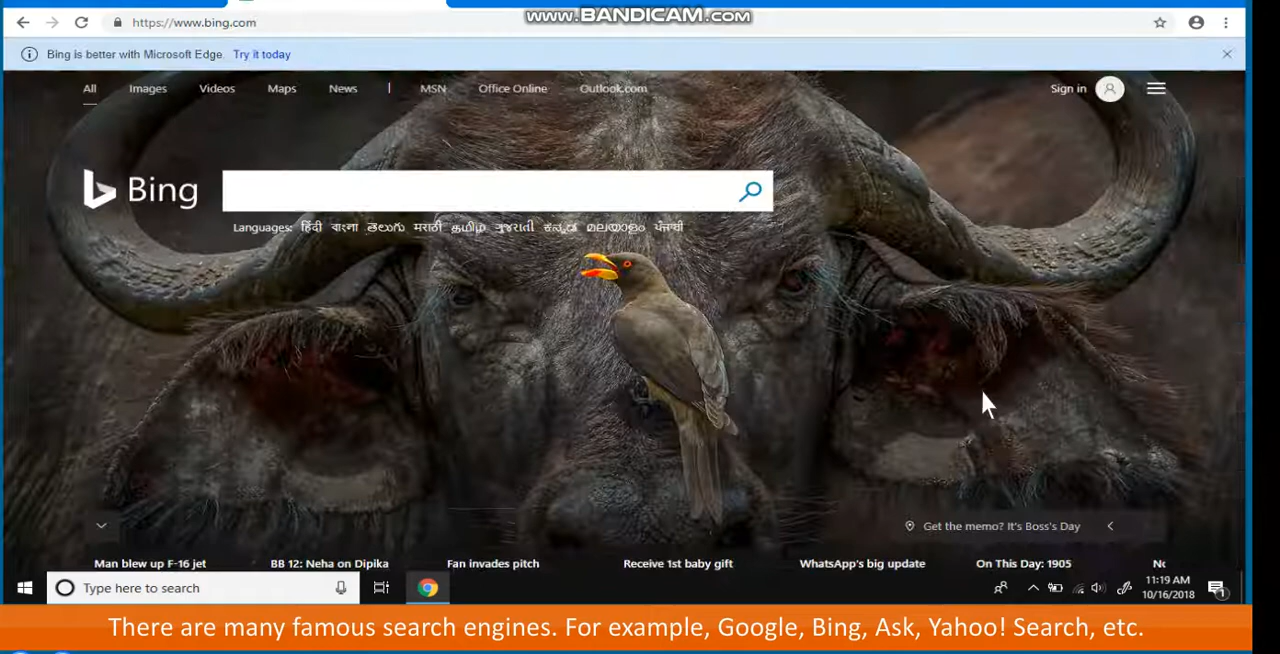 www.BANDICAM.com
https://www.bing.com
Bing is better with Microsoft Edge. Try it today
All Images Videos Maps News | MSN Office Online Outlook.com Sign in
Bing
Languages: हिंदी বাংলা తెలుగు मराठी தமிழ் ગુજરાતી ಕನ್ನಡ മലയാളം ਪੰਜਾਬੀ
Get the memo? It's Boss's Day
Man blew up F-16 jet BB 12: Neha on Dipika Fan invades pitch Receive 1st baby gift WhatsApp's big update On This Day: 1905
Type here to search
11:19 AM
10/16/2018
1
There are many famous search engines. For example, Google, Bing, Ask, Yahoo! Search, etc.